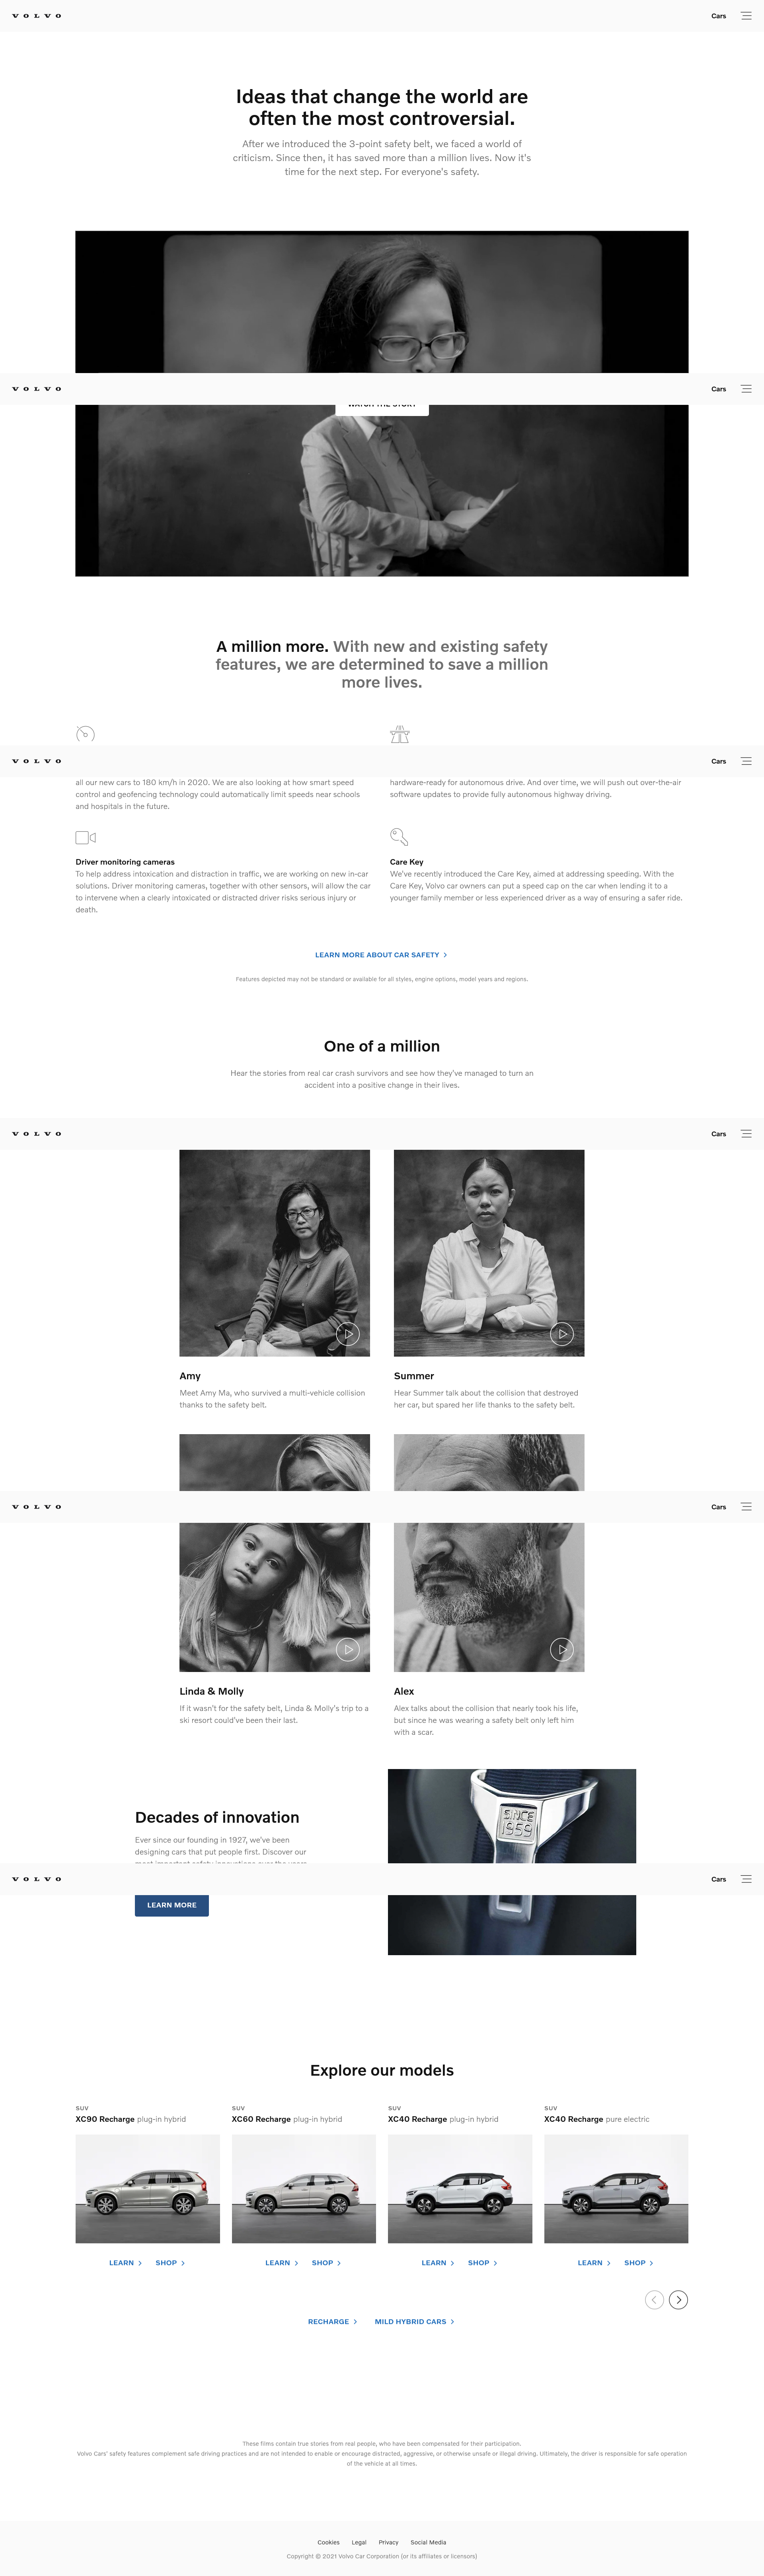 VOLVO
Cars
Ideas that change the world are
often the most controversial.
After we introduced the 3-point safety belt, we faced a world of
criticism. Since then, it has saved more than a million lives. Now it's
time for the next step. For everyone's safety.
VOLVO
Cars
WATCH THE STORY
A million more. With new and existing safety
features, we are determined to save a million
more lives.
VOLVO
Cars
all our new cars to 180 km/h in 2020. We are also looking at how smart speed
control and geofencing technology could automatically limit speeds near schools
and hospitals in the future.
hardware-ready for autonomous drive. And over time, we will push out over-the-air
software updates to provide fully autonomous highway driving.
Driver monitoring cameras
To help address intoxication and distraction in traffic, we are working on new in-car
solutions. Driver monitoring cameras, together with other sensors, will allow the car
to intervene when a clearly intoxicated or distracted driver risks serious injury or
death.
Care Key
We've recently introduced the Care Key, aimed at addressing speeding. With the
Care Key, Volvo car owners can put a speed cap on the car when lending it to a
younger family member or less experienced driver as a way of ensuring a safer ride.
LEARN MORE ABOUT CAR SAFETY
Features depicted may not be standard or available for all styles, engine options, model years and regions.
One of a million
Hear the stories from real car crash survivors and see how they've managed to turn an
accident into a positive change in their lives.
VOLVO
Cars
Amy
Meet Amy Ma, who survived a multi-vehicle collision
thanks to the safety belt.
Summer
Hear Summer talk about the collision that destroyed
her car, but spared her life thanks to the safety belt.
VOLVO
Cars
Linda & Molly
If it wasn't for the safety belt, Linda & Molly's trip to a
ski resort could've been their last.
Alex
Alex talks about the collision that nearly took his life,
but since he was wearing a safety belt only left him
with a scar.
Decades of innovation
Ever since our founding in 1927, we've been
designing cars that put people first. Discover our
most important safety innovations over the years.
SINCE
1959
VOLVO
Cars
LEARN MORE
Explore our models
SUV
XC90 Recharge plug-in hybrid
SUV
XC60 Recharge plug-in hybrid
SUV
XC40 Recharge plug-in hybrid
SUV
XC40 Recharge pure electric
LEARN SHOP
LEARN SHOP
LEARN SHOP
LEARN SHOP
RECHARGE MILD HYBRID CARS
These films contain true stories from real people, who have been compensated for their participation.
Volvo Cars' safety features complement safe driving practices and are not intended to enable or encourage distracted, aggressive, or otherwise unsafe or illegal driving. Ultimately, the driver is responsible for safe operation
of the vehicle at all times.
Cookies Legal Privacy Social Media
Copyright © 2021 Volvo Car Corporation (or its affiliates or licensors)